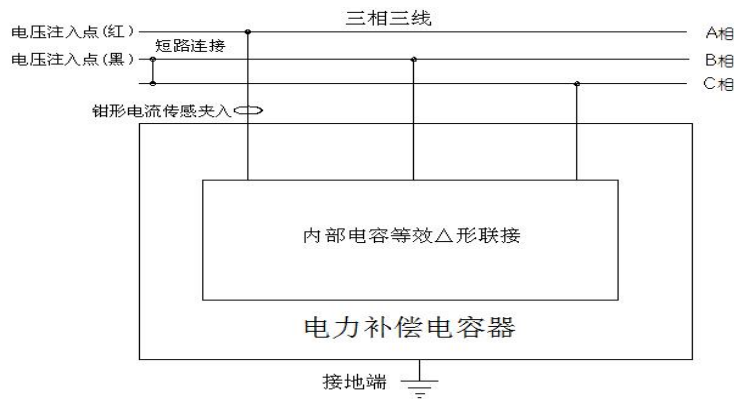 三相三线
电压注入点(红)
A相
短路连接
电压注入点(黑)
B相
C相
钳形电流传感夹入
内部电容等效△形联接
电力补偿电容器
接地端